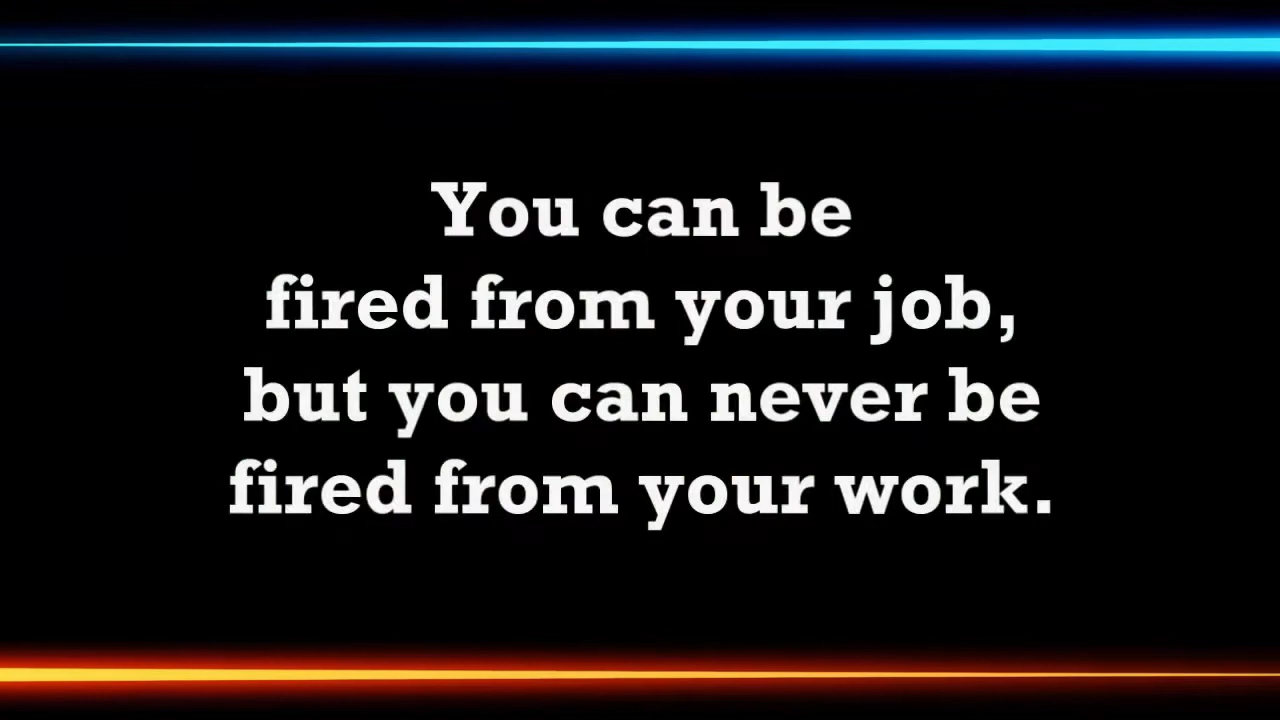 You can be
fired from your job,
but you can never be
fired from your work.